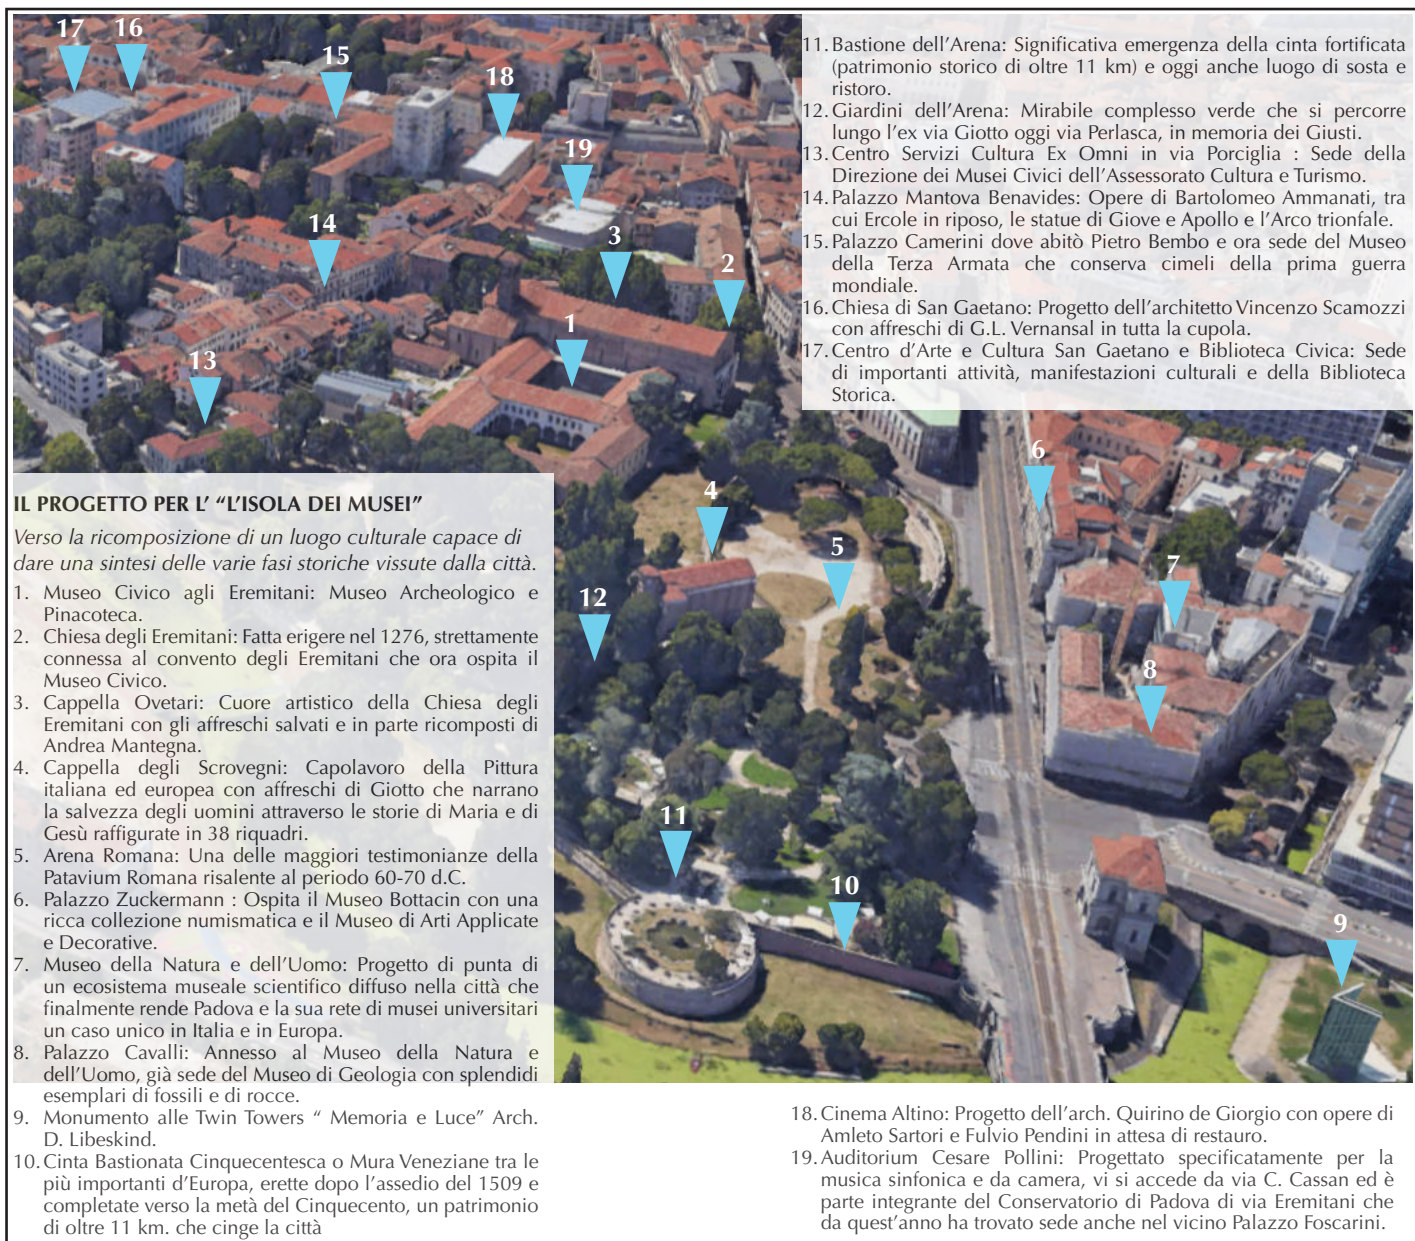 17
16
15
18
19
14
3
2
1
13
6
4
5
7
12
8
11
10
9
IL PROGETTO PER L’ “L’ISOLA DEI MUSEI”
Verso la ricomposizione di un luogo culturale capace di
dare una sintesi delle varie fasi storiche vissute dalla città.
1. Museo Civico agli Eremitani: Museo Archeologico e
Pinacoteca.
2. Chiesa degli Eremitani: Fatta erigere nel 1276, strettamente
connessa al convento degli Eremitani che ora ospita il
Museo Civico.
3. Cappella Ovetari: Cuore artistico della Chiesa degli
Eremitani con gli affreschi salvati e in parte ricomposti di
Andrea Mantegna.
4. Cappella degli Scrovegni: Capolavoro della Pittura
italiana ed europea con affreschi di Giotto che narrano
la salvezza degli uomini attraverso le storie di Maria e di
Gesù raffigurate in 38 riquadri.
5. Arena Romana: Una delle maggiori testimonianze della
Patavium Romana risalente al periodo 60-70 d.C.
6. Palazzo Zuckermann : Ospita il Museo Bottacin con una
ricca collezione numismatica e il Museo di Arti Applicate
e Decorative.
7. Museo della Natura e dell’Uomo: Progetto di punta di
un ecosistema museale scientifico diffuso nella città che
finalmente rende Padova e la sua rete di musei universitari
un caso unico in Italia e in Europa.
8. Palazzo Cavalli: Annesso al Museo della Natura e
dell’Uomo, già sede del Museo di Geologia con splendidi
esemplari di fossili e di rocce.
9. Monumento alle Twin Towers “ Memoria e Luce” Arch.
D. Libeskind.
10. Cinta Bastionata Cinquecentesca o Mura Veneziane tra le
più importanti d’Europa, erette dopo l’assedio del 1509 e
completate verso la metà del Cinquecento, un patrimonio
di oltre 11 km. che cinge la città
11. Bastione dell’Arena: Significativa emergenza della cinta fortificata
(patrimonio storico di oltre 11 km) e oggi anche luogo di sosta e
ristoro.
12. Giardini dell’Arena: Mirabile complesso verde che si percorre
lungo l’ex via Giotto oggi via Perlasca, in memoria dei Giusti.
13. Centro Servizi Cultura Ex Omni in via Porciglia : Sede della
Direzione dei Musei Civici dell’Assessorato Cultura e Turismo.
14. Palazzo Mantova Benavides: Opere di Bartolomeo Ammanati, tra
cui Ercole in riposo, le statue di Giove e Apollo e l’Arco trionfale.
15. Palazzo Camerini dove abitò Pietro Bembo e ora sede del Museo
della Terza Armata che conserva cimeli della prima guerra
mondiale.
16. Chiesa di San Gaetano: Progetto dell’architetto Vincenzo Scamozzi
con affreschi di G.L. Vernansal in tutta la cupola.
17. Centro d’Arte e Cultura San Gaetano e Biblioteca Civica: Sede
di importanti attività, manifestazioni culturali e della Biblioteca
Storica.
18. Cinema Altino: Progetto dell’arch. Quirino de Giorgio con opere di
Amleto Sartori e Fulvio Pendini in attesa di restauro.
19. Auditorium Cesare Pollini: Progettato specificatamente per la
musica sinfonica e da camera, vi si accede da via C. Cassan ed è
parte integrante del Conservatorio di Padova di via Eremitani che
da quest’anno ha trovato sede anche nel vicino Palazzo Foscarini.